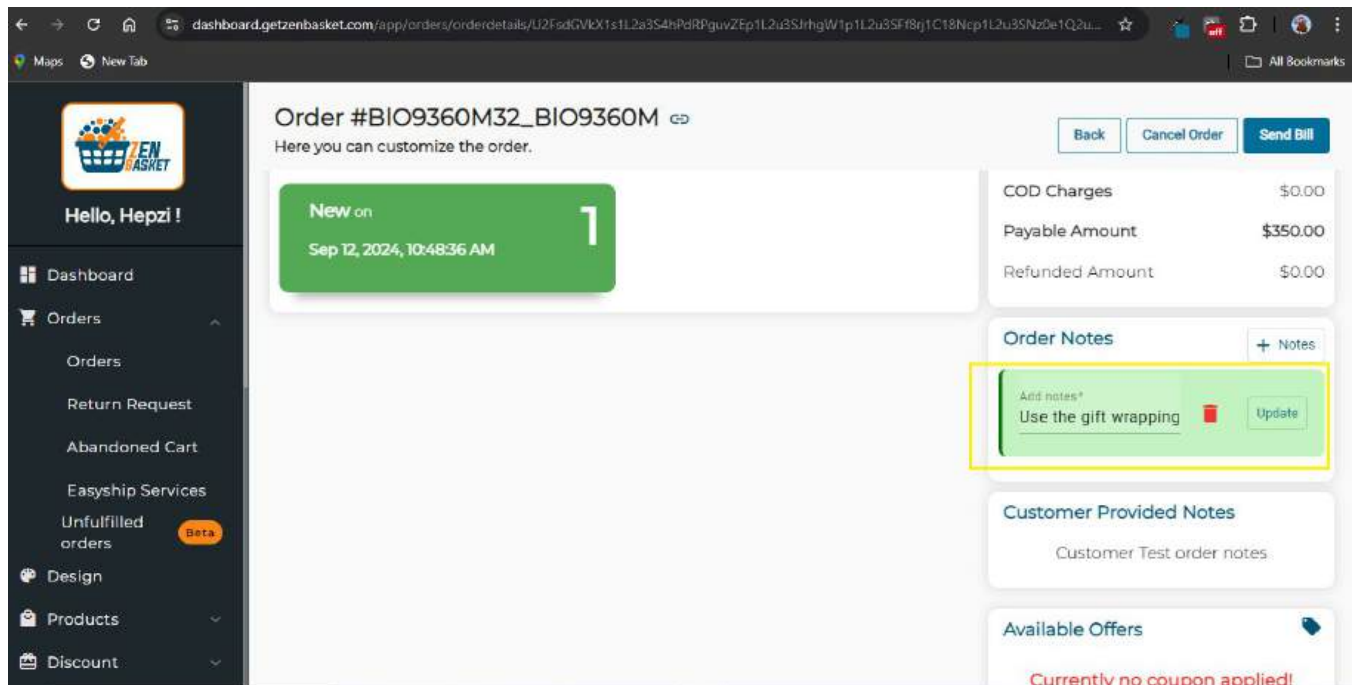 dashboard.getzenbasket.com/app/orders/orderdetails/
Maps
New Tab
All Bookmarks
ZEN
BASKET
Hello, Hepzi !
Dashboard
Orders
Orders
Return Request
Abandoned Cart
Easyship Services
Unfulfilled
orders
Beta
Design
Products
Discount
Order #BIO9360M32_BIO9360M
Here you can customize the order.
Back
Cancel Order
Send Bill
New on
Sep 12, 2024, 10:48:36 AM
1
COD Charges $0.00
Payable Amount $350.00
Refunded Amount $0.00
Order Notes
+ Notes
Add notes*
Use the gift wrapping
Update
Customer Provided Notes
Customer Test order notes
Available Offers
Currently no coupon applied!